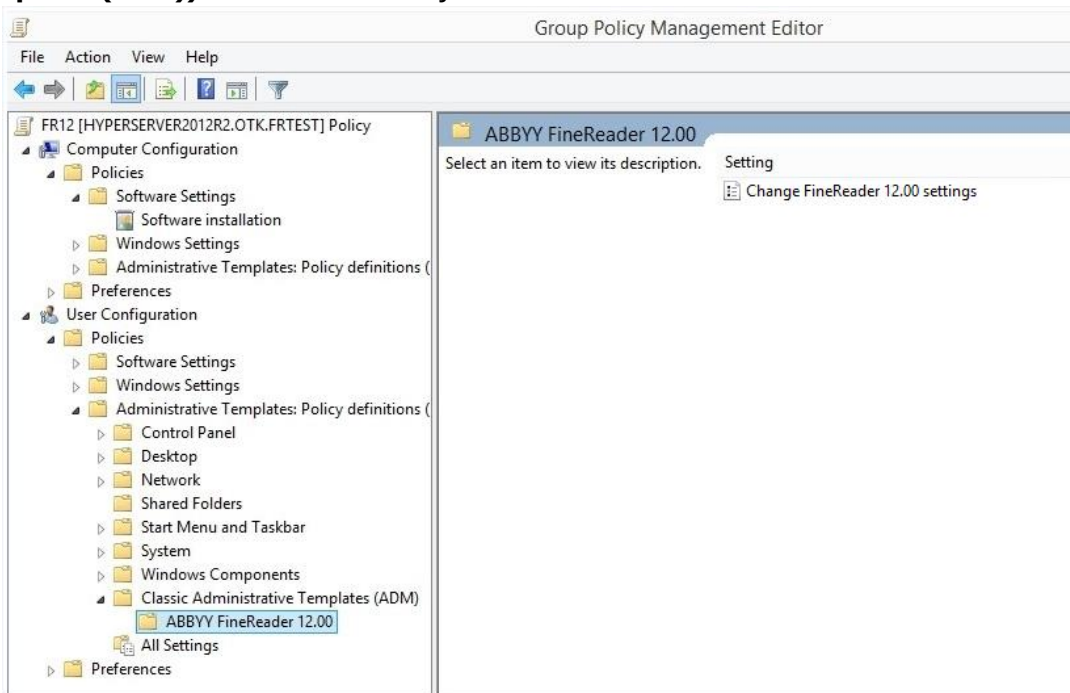 Group Policy Management Editor
File Action View Help
FR12 [HYPERSERVER2012R2.OTK.FRTEST] Policy
Computer Configuration
Policies
Software Settings
Software installation
Windows Settings
Administrative Templates: Policy definitions (
Preferences
User Configuration
Policies
Software Settings
Windows Settings
Administrative Templates: Policy definitions (
Control Panel
Desktop
Network
Shared Folders
Start Menu and Taskbar
System
Windows Components
Classic Administrative Templates (ADM)
ABBYY FineReader 12.00
All Settings
Preferences
ABBYY FineReader 12.00
Select an item to view its description.
Setting
Change FineReader 12.00 settings